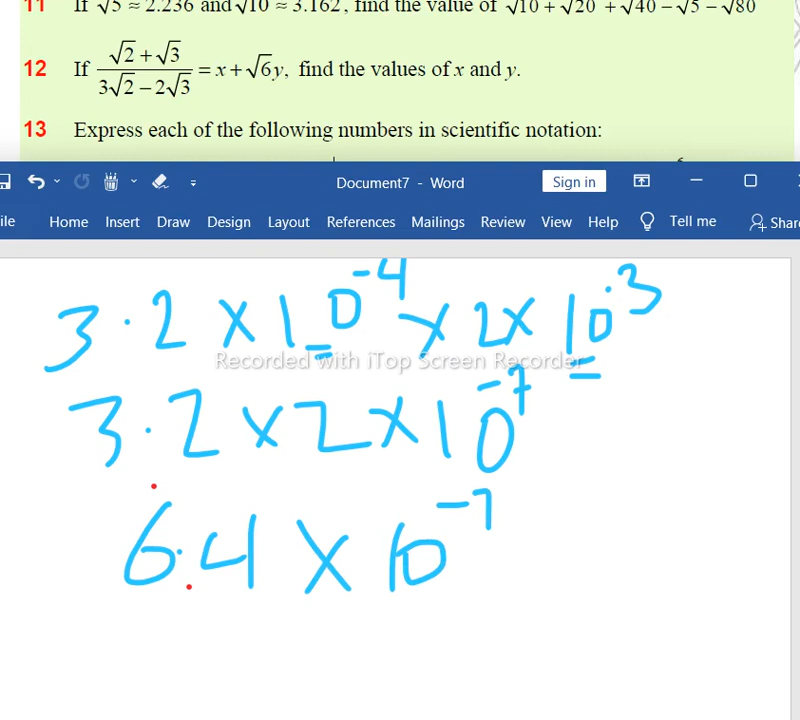 11 If √5 ≈ 2.236 and √10 ≈ 3.162, find the value of √10 + √20 + √40 − √5 − √80
12 If (√2 + √3)/(3√2 − 2√3) = x + √6y, find the values of x and y.
13 Express each of the following numbers in scientific notation:
Document7 - Word Sign in
ile Home Insert Draw Design Layout References Mailings Review View Help Tell me Shar
3.2 × 10⁻⁴ × 2 × 10⁻³
Recorded with iTop Screen Recorder
3.2 × 2 × 10⁻⁷
6.4 × 10⁻⁷